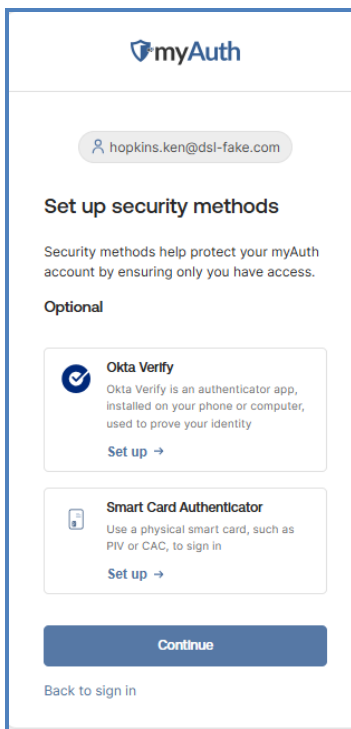 myAuth
hopkins.ken@dsl-fake.com
Set up security methods
Security methods help protect your myAuth
account by ensuring only you have access.
Optional
Okta Verify
Okta Verify is an authenticator app,
installed on your phone or computer,
used to prove your identity
Set up →
Smart Card Authenticator
Use a physical smart card, such as
PIV or CAC, to sign in
Set up →
Continue
Back to sign in